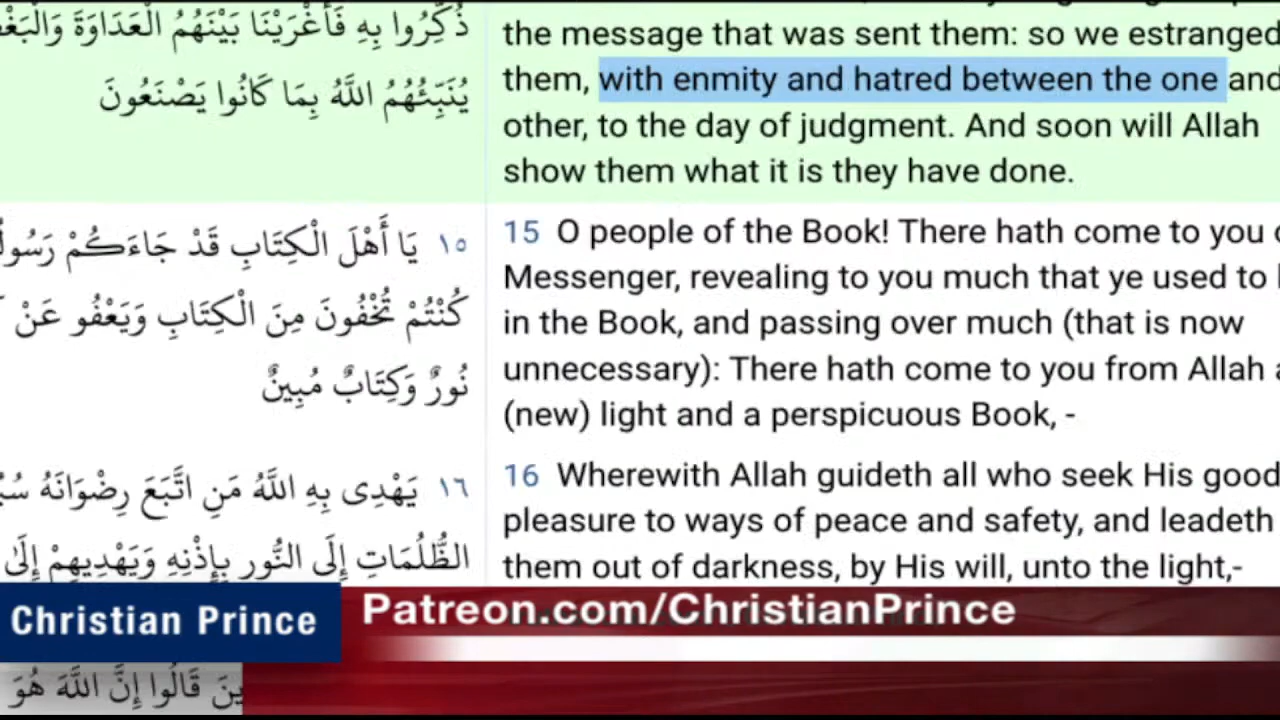 ذُكِّرُوا بِهِ فَأَغْرَيْنَا بَيْنَهُمُ الْعَدَاوَةَ
يُنَبِّئُهُمُ اللَّهُ بِمَا كَانُوا يَصْنَعُونَ
the message that was sent them: so we estranged
them, with enmity and hatred between the one and
other, to the day of judgment. And soon will Allah
show them what it is they have done.
١٥ يَا أَهْلَ الْكِتَابِ قَدْ جَاءَكُمْ
كُنْتُمْ تُخْفُونَ مِنَ الْكِتَابِ وَيَعْفُو عَنْ
نُورٌ وَكِتَابٌ مُبِينٌ
15 O people of the Book! There hath come to you
Messenger, revealing to you much that ye used to
in the Book, and passing over much (that is now
unnecessary): There hath come to you from Allah
(new) light and a perspicuous Book, -
١٦ يَهْدِى بِهِ اللَّهُ مَنِ اتَّبَعَ رِضْوَانَهُ
الظُّلُمَاتِ إِلَى النُّورِ بِإِذْنِهِ وَيَهْدِيهِمْ إِلَىٰ
16 Wherewith Allah guideth all who seek His good
pleasure to ways of peace and safety, and leadeth
them out of darkness, by His will, unto the light,-
Christian Prince
Patreon.com/ChristianPrince
قَالُوا إِنَّ اللَّهَ هُوَ